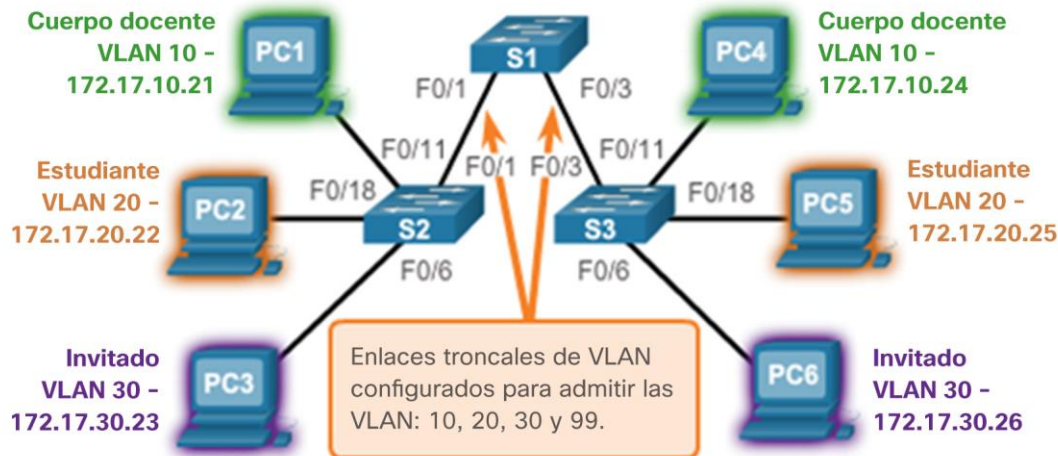 Cuerpo docente
VLAN 10 –
172.17.10.21
PC1
S1
PC4
Cuerpo docente
VLAN 10 –
172.17.10.24
F0/1
F0/3
F0/11
F0/1
F0/3
F0/11
Estudiante
VLAN 20 –
172.17.20.22
PC2
F0/18
S2
S3
F0/18
PC5
Estudiante
VLAN 20 –
172.17.20.25
F0/6
F0/6
Invitado
VLAN 30 –
172.17.30.23
PC3
Enlaces troncales de VLAN
configurados para admitir las
VLAN: 10, 20, 30 y 99.
PC6
Invitado
VLAN 30 –
172.17.30.26